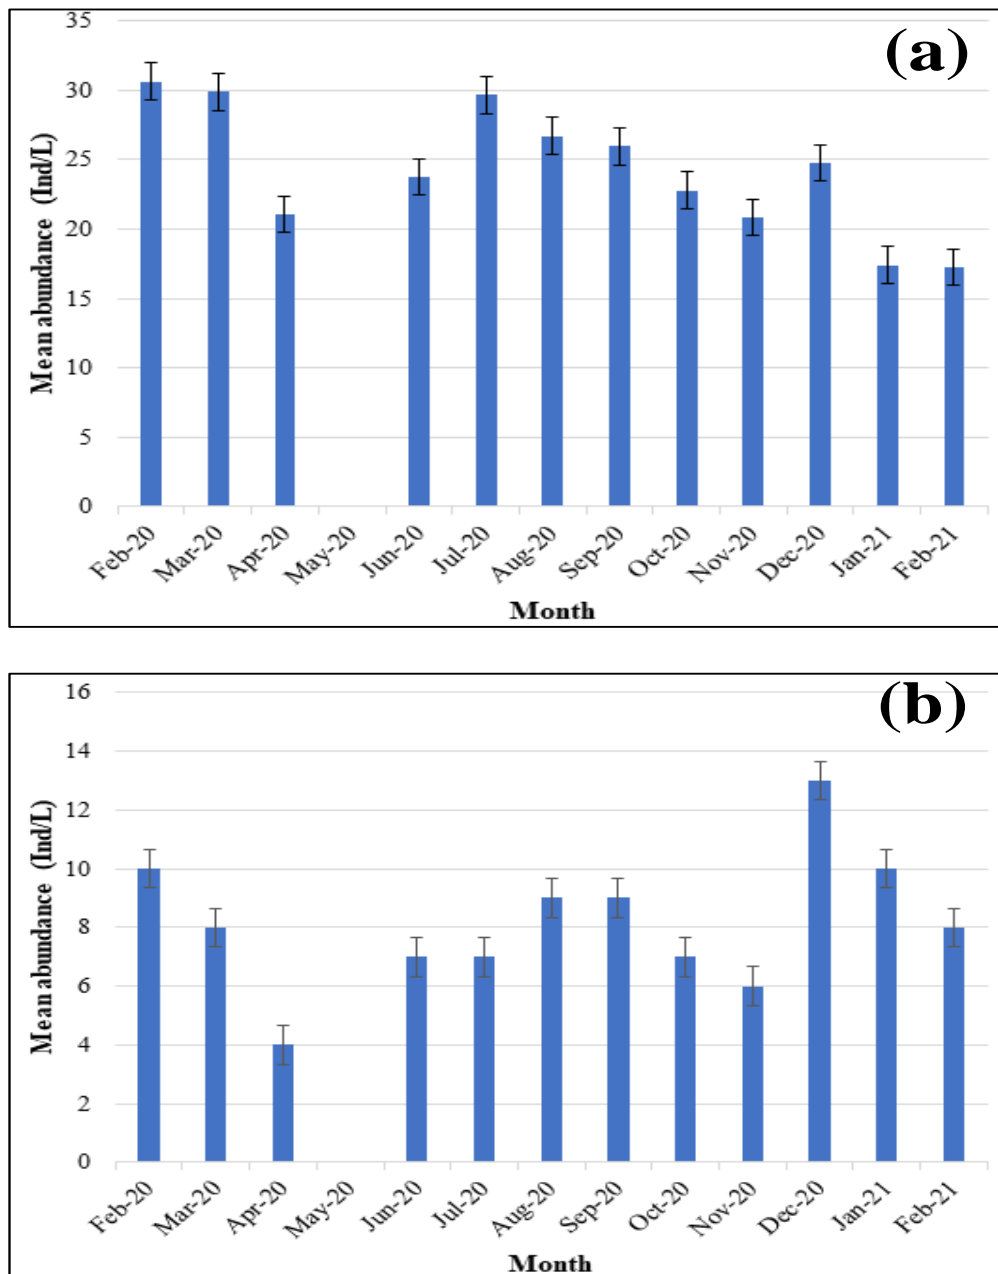 (a)
Mean abundance (Ind/L)
35
30
25
20
15
10
5
0
Feb-20 Mar-20 Apr-20 May-20 Jun-20 Jul-20 Aug-20 Sep-20 Oct-20 Nov-20 Dec-20 Jan-21 Feb-21
Month
(b)
Mean abundance (Ind/L)
16
14
12
10
8
6
4
2
0
Feb-20 Mar-20 Apr-20 May-20 Jun-20 Jul-20 Aug-20 Sep-20 Oct-20 Nov-20 Dec-20 Jan-21 Feb-21
Month